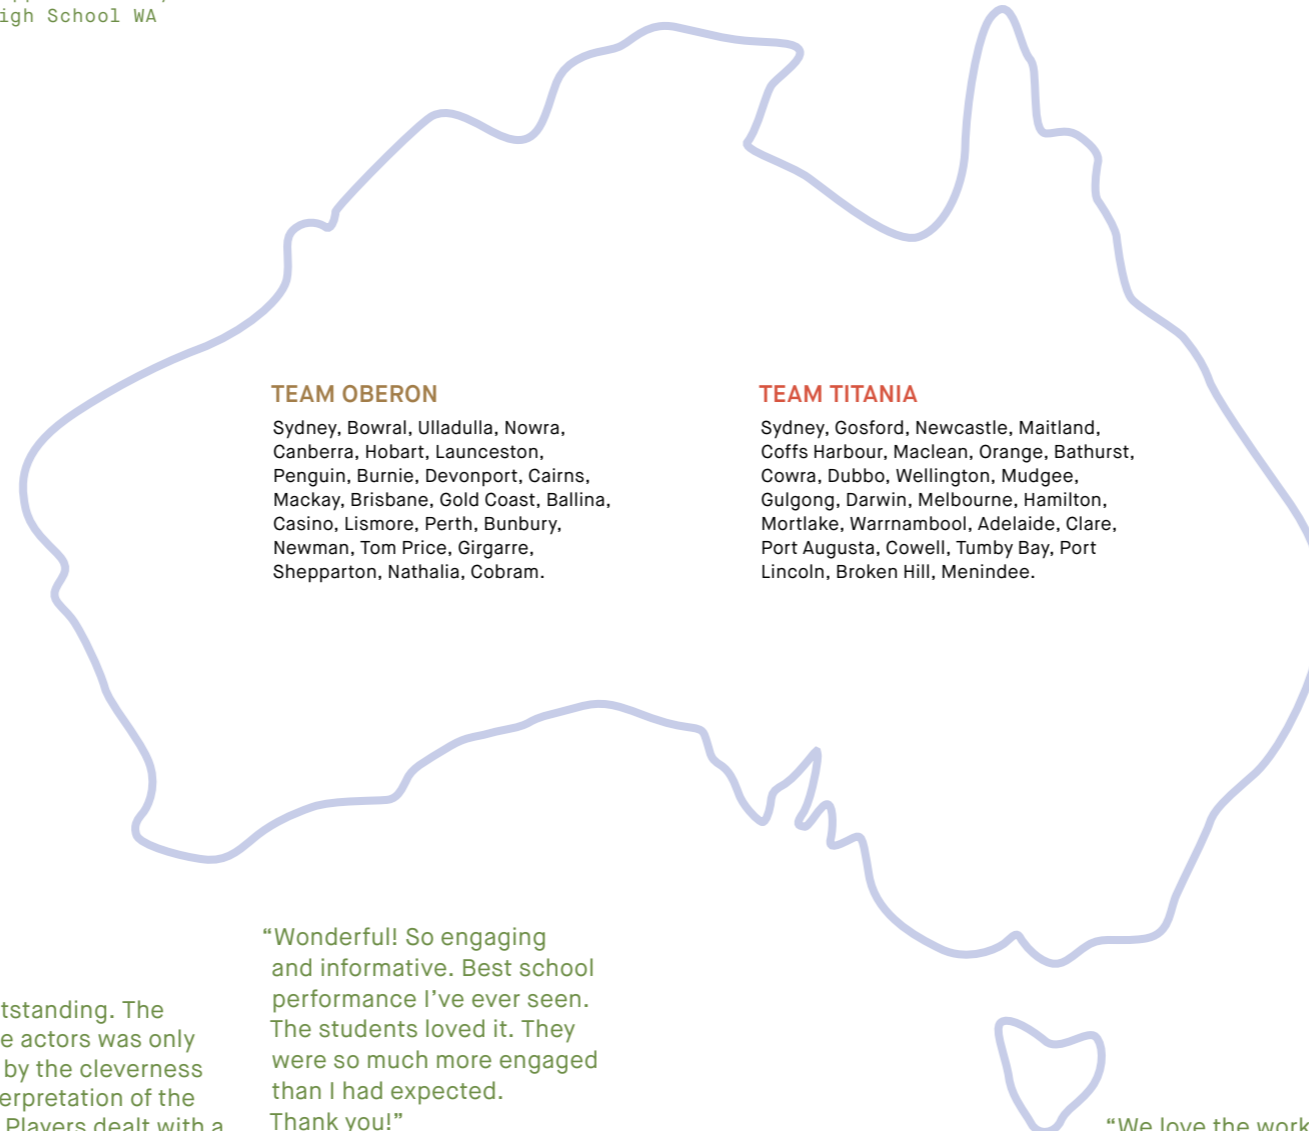 igh School WA
TEAM OBERON
Sydney, Bowral, Ulladulla, Nowra,
Canberra, Hobart, Launceston,
Penguin, Burnie, Devonport, Cairns,
Mackay, Brisbane, Gold Coast, Ballina,
Casino, Lismore, Perth, Bunbury,
Newman, Tom Price, Girgarre,
Shepparton, Nathalia, Cobram.
TEAM TITANIA
Sydney, Gosford, Newcastle, Maitland,
Coffs Harbour, Maclean, Orange, Bathurst,
Cowra, Dubbo, Wellington, Mudgee,
Gulgong, Darwin, Melbourne, Hamilton,
Mortlake, Warrnambool, Adelaide, Clare,
Port Augusta, Cowell, Tumby Bay, Port
Lincoln, Broken Hill, Menindee.
tstanding. The
e actors was only
by the cleverness
erpretation of the
Players dealt with a
“Wonderful! So engaging
and informative. Best school
performance I’ve ever seen.
The students loved it. They
were so much more engaged
than I had expected.
Thank you!”
“We love the work